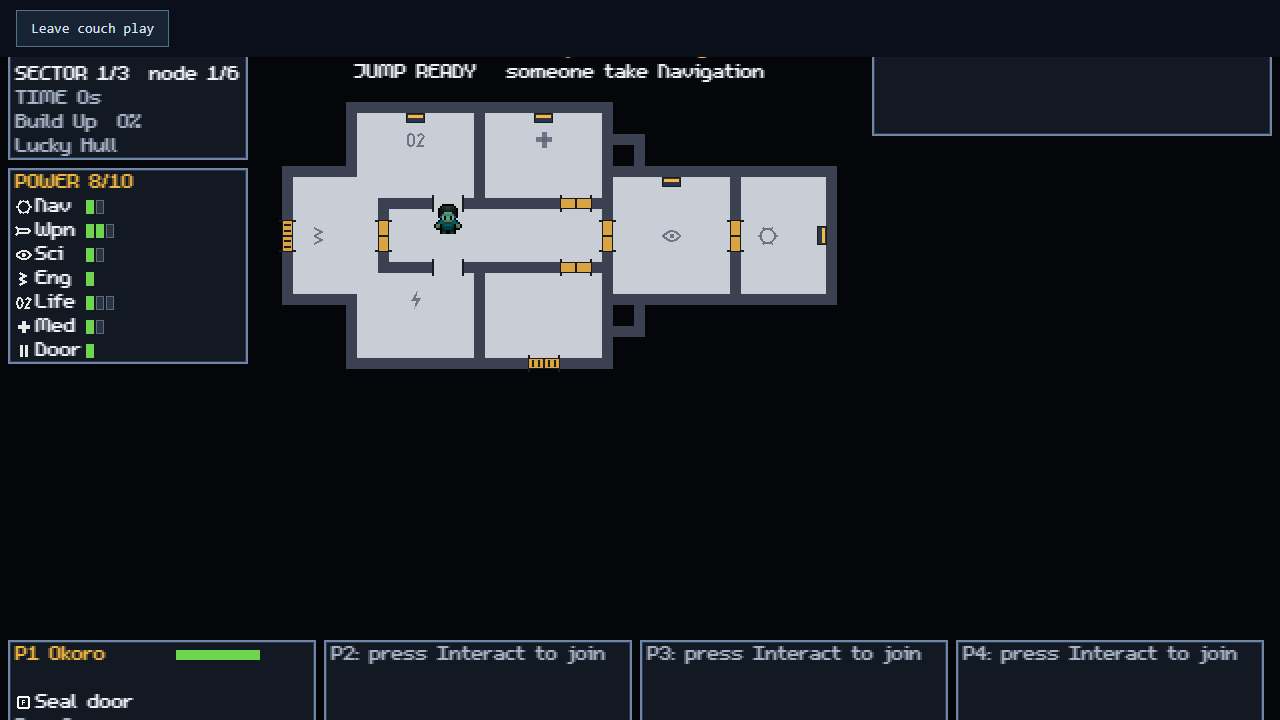 Leave couch play
SECTOR 1/3 node 1/6
TIME 0s
Build Up 0%
Lucky Hull
JUMP READY someone take Navigation
POWER 8/10
Nav
Wpn
Sci
Eng
O2 Life
Med
Door
O2
P1 Okoro
F Seal door
P2: press Interact to join
P3: press Interact to join
P4: press Interact to join